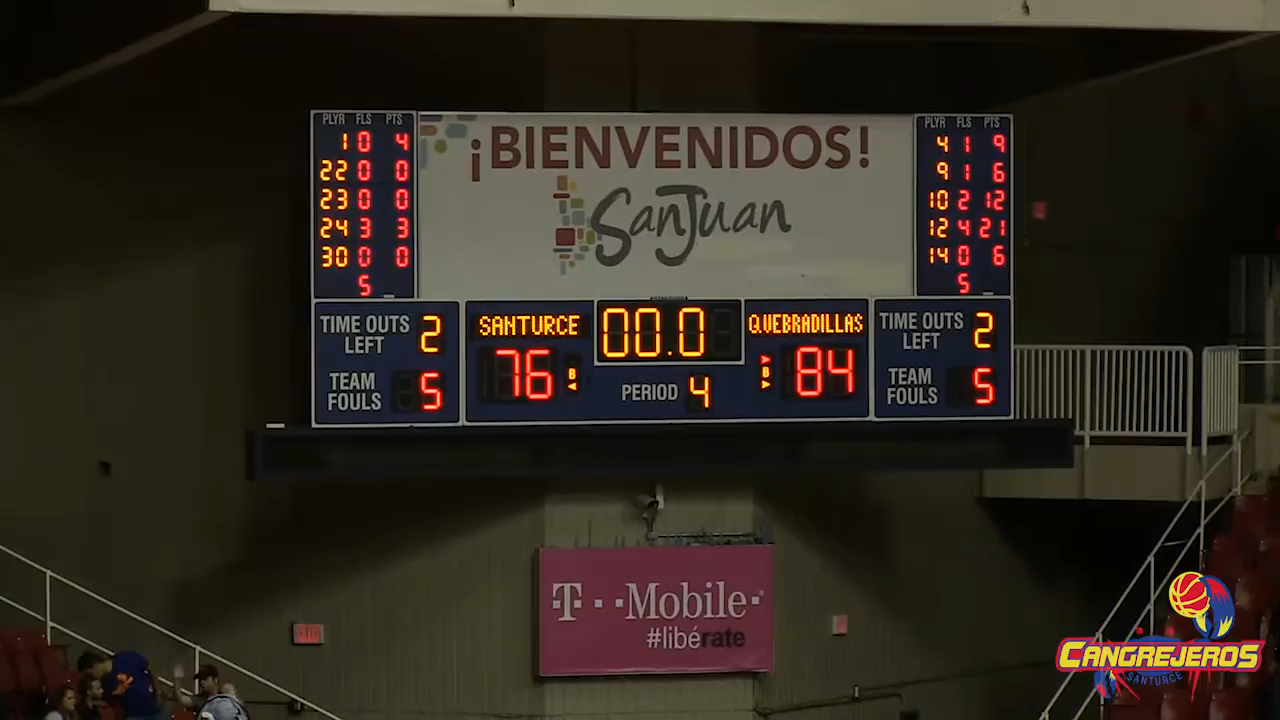 PLYR FLS PTS
1 0 4
22 0 0
23 0 0
24 3 3
30 0 0
5
¡BIENVENIDOS!
SanJuan
PLYR FLS PTS
4 1 9
9 1 6
10 2 12
12 4 21
14 0 6
5
TIME OUTS
LEFT 2
TEAM
FOULS 5
SANTURCE
76 B
00.0
PERIOD 4
QUEBRADILLAS
B 84
TIME OUTS
LEFT 2
TEAM
FOULS 5
T··Mobile·
#libérate
EXIT
CANGREJEROS
SANTURCE